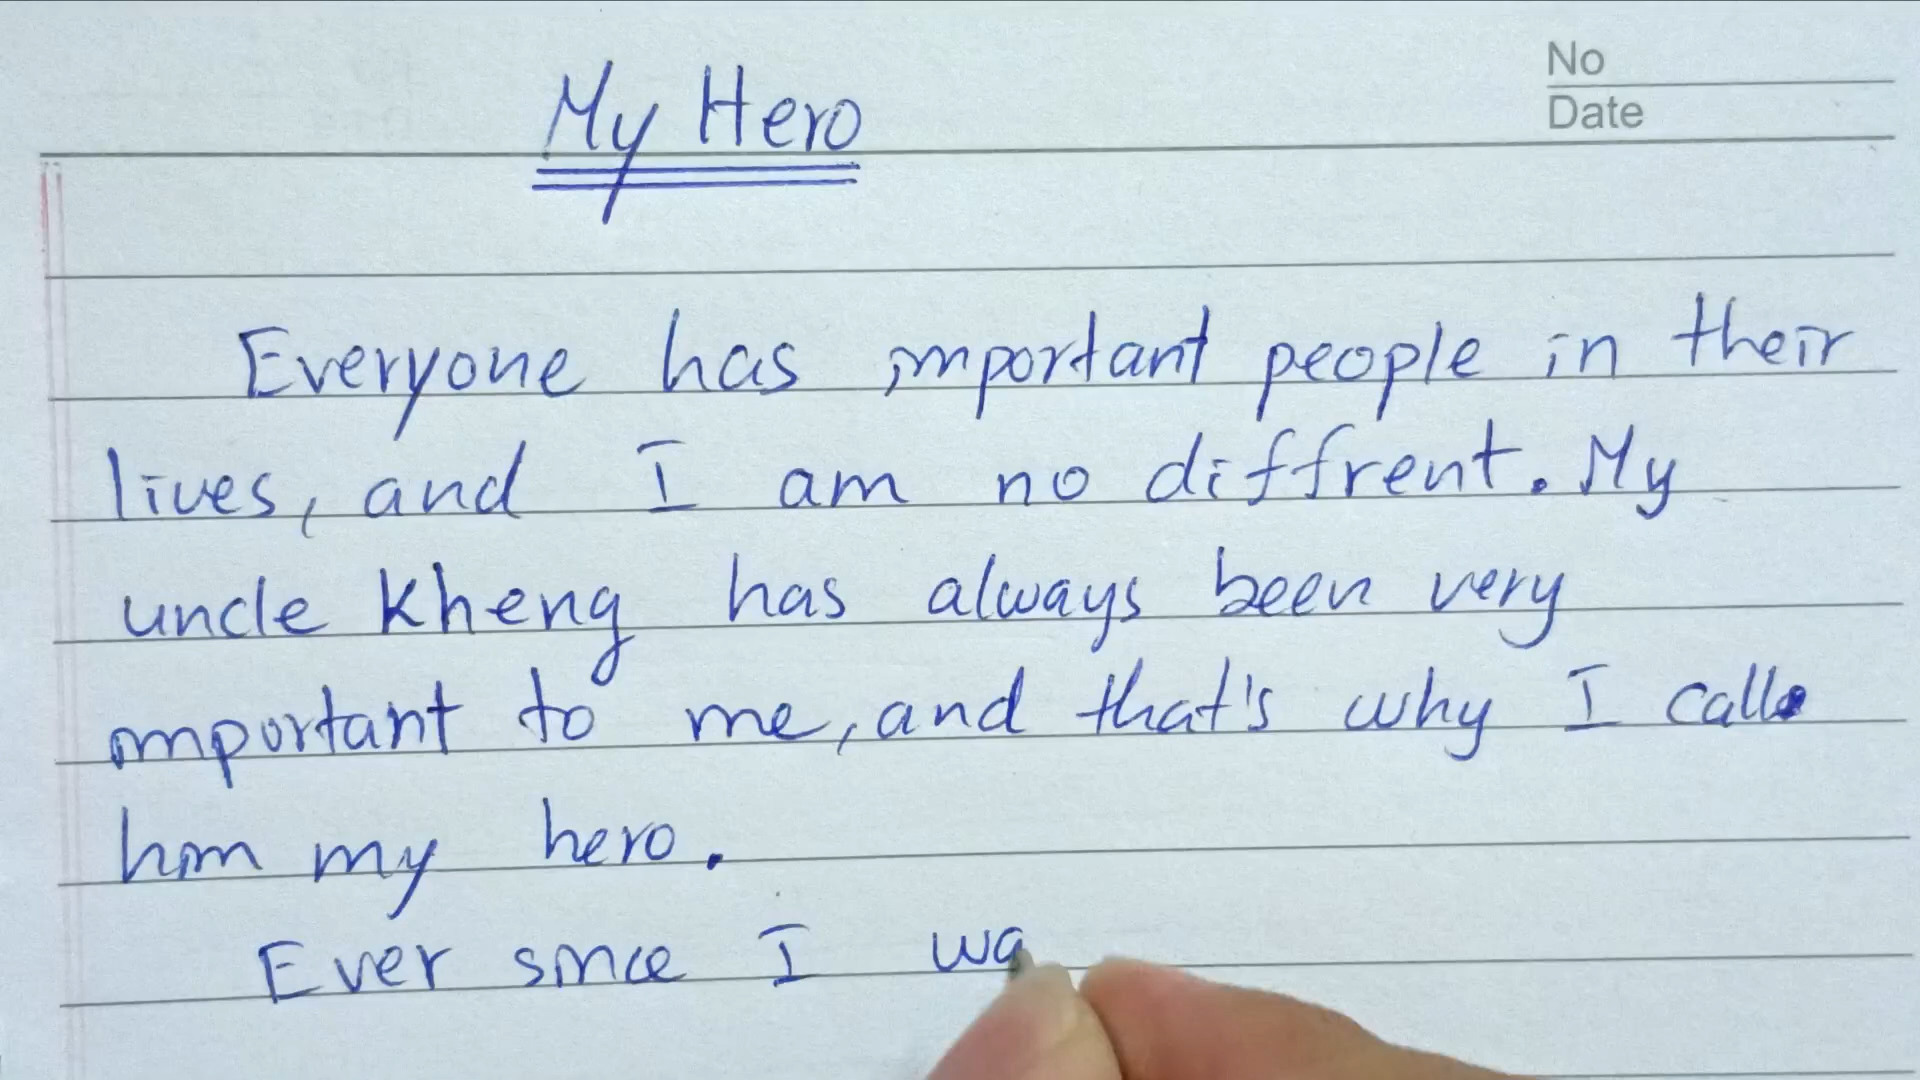 No
Date
My Hero
Everyone has important people in their
lives, and I am no diffrent. My
uncle Kheng has always been very
important to me, and that's why I call
him my hero.
Ever since I wa